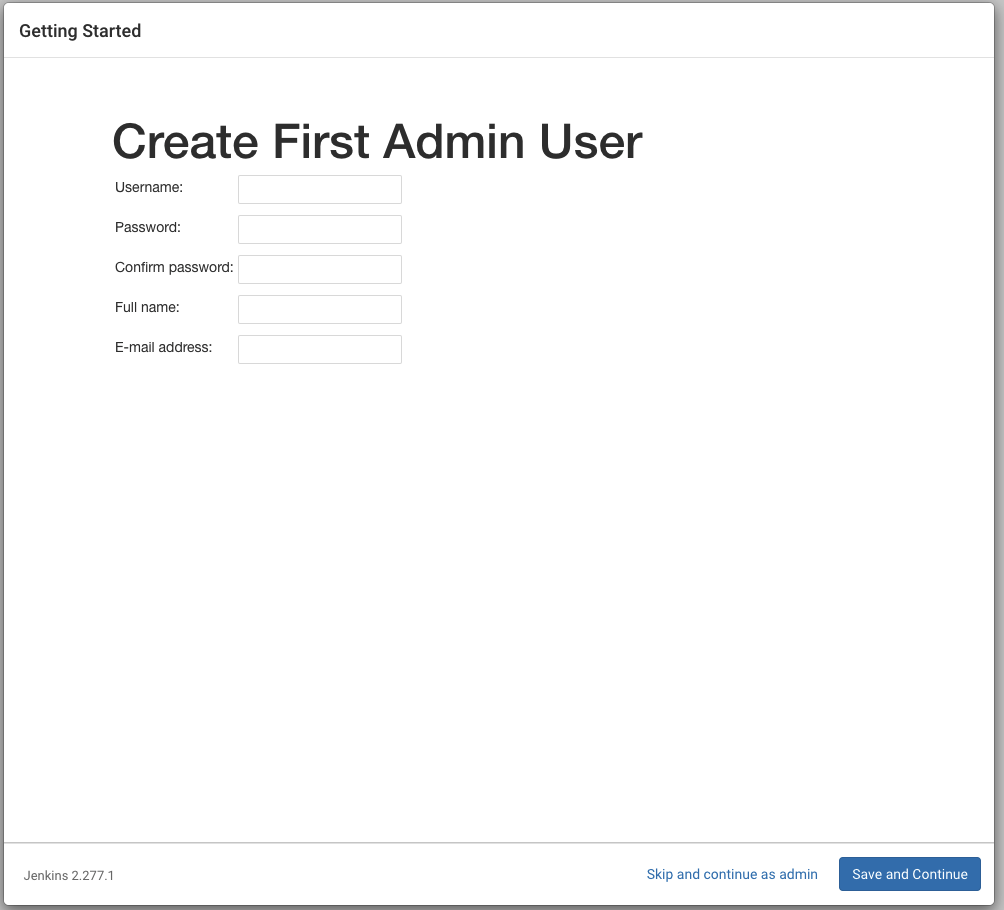 Getting Started
Create First Admin User
Username:
Password:
Confirm password:
Full name:
E-mail address:
Jenkins 2.277.1
Skip and continue as admin
Save and Continue